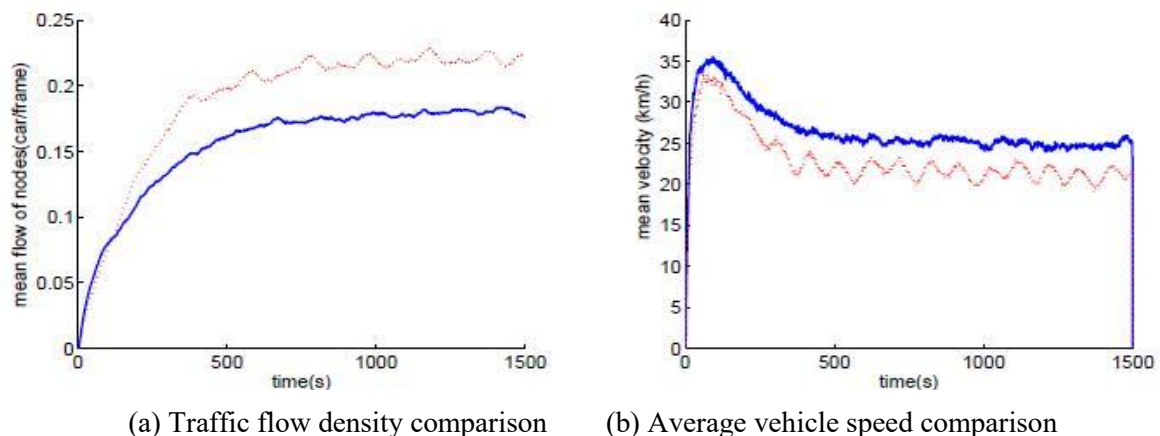 mean flow of nodes(car/frame)
0.25
0.2
0.15
0.1
0.05
0
0 500 1000 1500
time(s)
mean velocity (km/h)
40
35
30
25
20
15
10
5
0
0 500 1000 1500
time(s)
(a) Traffic flow density comparison (b) Average vehicle speed comparison